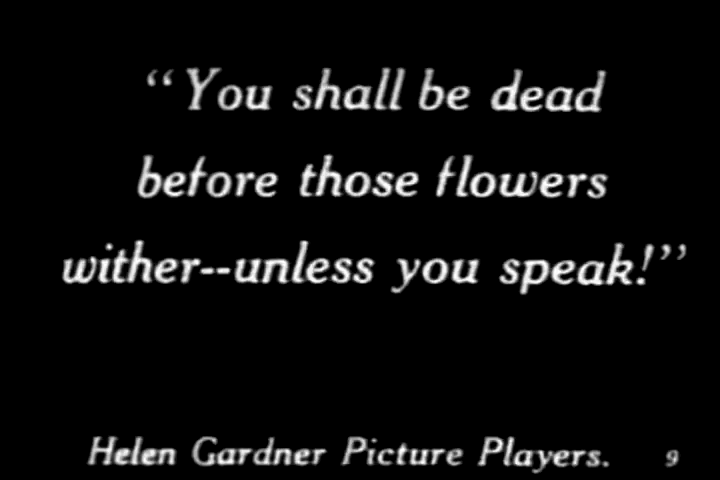 “You shall be dead
before those flowers
wither--unless you speak!”
Helen Gardner Picture Players. 9